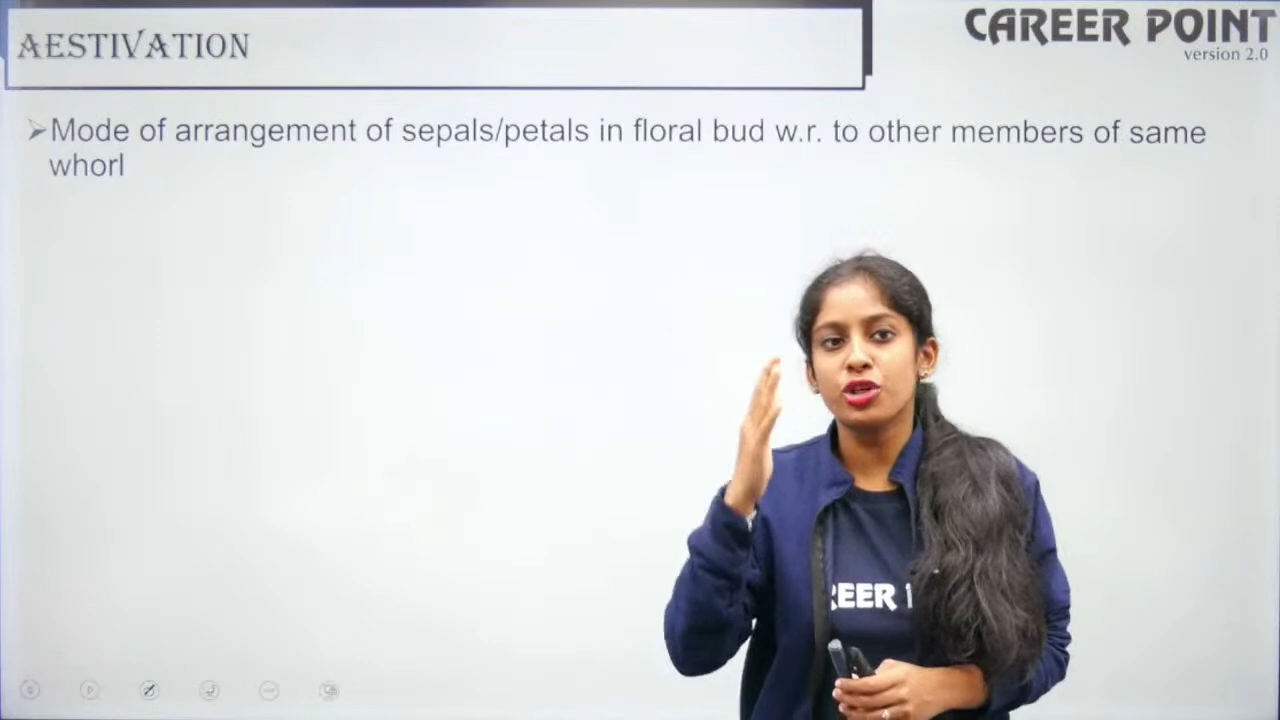 AESTIVATION
CAREER POINT
version 2.0
➤Mode of arrangement of sepals/petals in floral bud w.r. to other members of same
whorl
REER